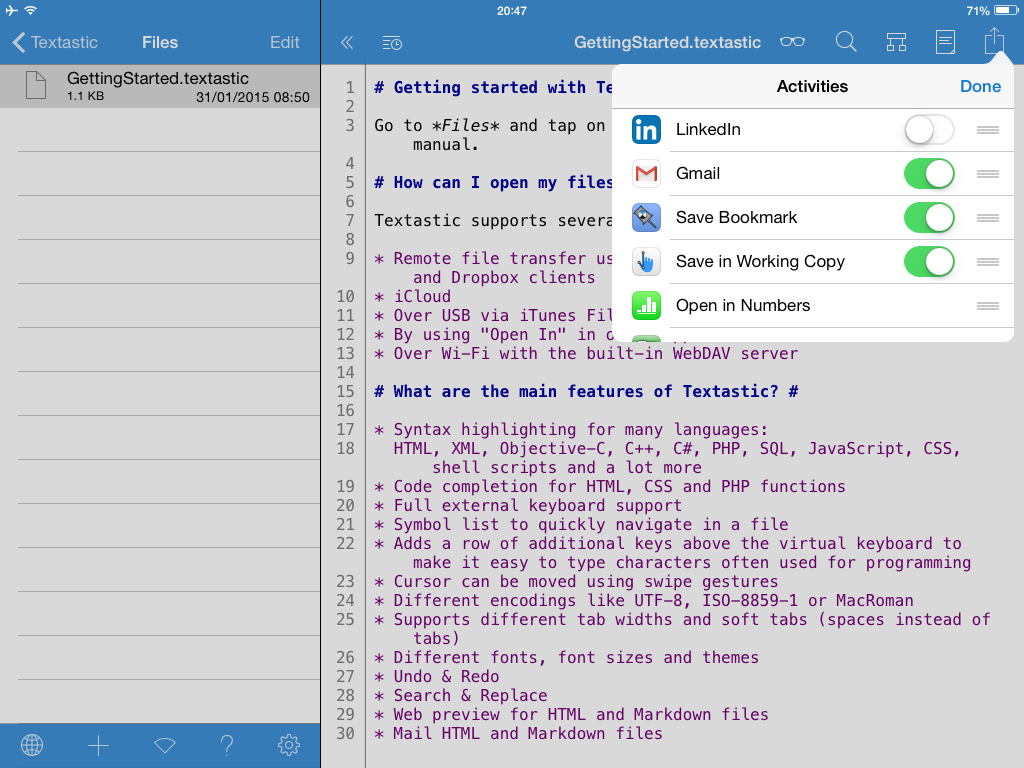 20:47
71%
Textastic
Files
Edit
GettingStarted.textastic
GettingStarted.textastic
1.1 KB
31/01/2015 08:50
Activities
Done
LinkedIn
Gmail
Save Bookmark
Save in Working Copy
Open in Numbers
1 # Getting started with Te
2
3 Go to *Files* and tap on
manual.
4
5 # How can I open my files
6
7 Textastic supports severa
8
9 * Remote file transfer us
and Dropbox clients
10 * iCloud
11 * Over USB via iTunes Fil
12 * By using "Open In" in o
13 * Over Wi-Fi with the built-in WebDAV server
14
15 # What are the main features of Textastic? #
16
17 * Syntax highlighting for many languages:
18 HTML, XML, Objective-C, C++, C#, PHP, SQL, JavaScript, CSS,
shell scripts and a lot more
19 * Code completion for HTML, CSS and PHP functions
20 * Full external keyboard support
21 * Symbol list to quickly navigate in a file
22 * Adds a row of additional keys above the virtual keyboard to
make it easy to type characters often used for programming
23 * Cursor can be moved using swipe gestures
24 * Different encodings like UTF-8, ISO-8859-1 or MacRoman
25 * Supports different tab widths and soft tabs (spaces instead of
tabs)
26 * Different fonts, font sizes and themes
27 * Undo & Redo
28 * Search & Replace
29 * Web preview for HTML and Markdown files
30 * Mail HTML and Markdown files